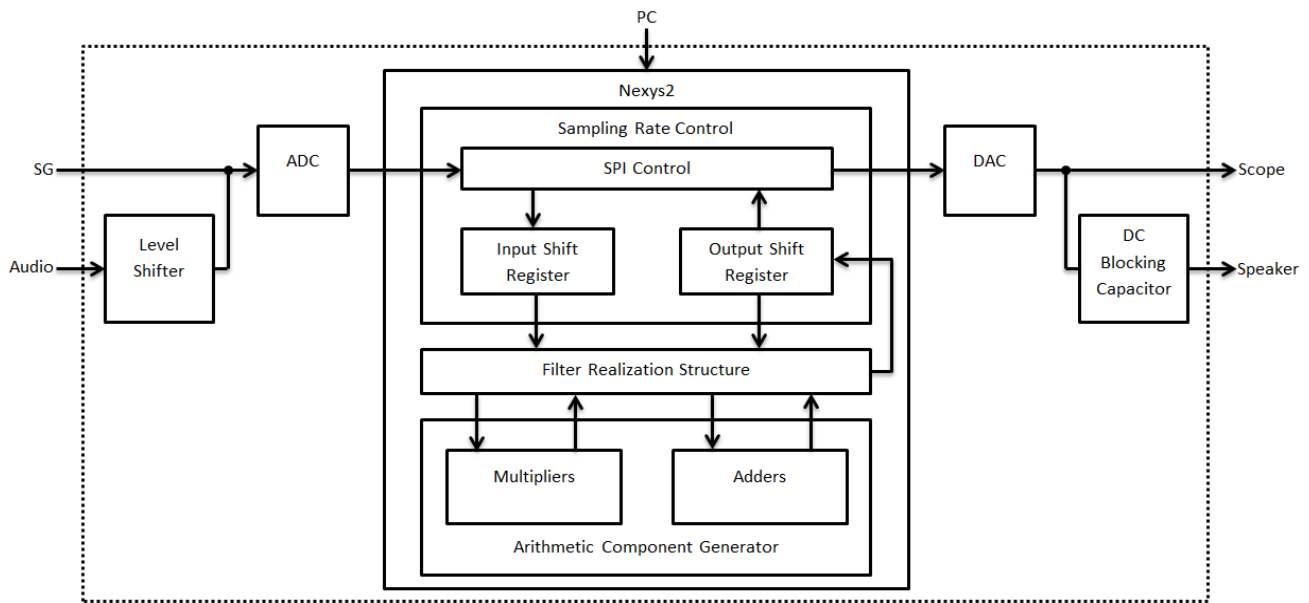 PC
Nexys2
Sampling Rate Control
SG
ADC
SPI Control
DAC
Scope
Audio
Level
Shifter
Input Shift
Register
Output Shift
Register
DC
Blocking
Capacitor
Speaker
Filter Realization Structure
Multipliers
Adders
Arithmetic Component Generator